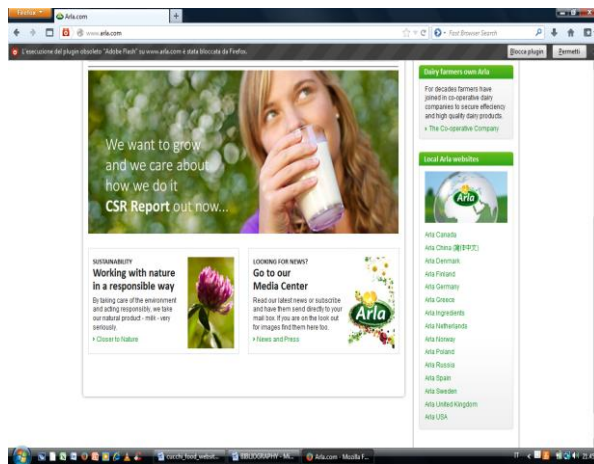 Firefox
Arla.com
www.arla.com
Fast Browser Search
L'esecuzione del plugin obsoleto "Adobe Flash" su www.arla.com è stata bloccata da Firefox.
Blocca plugin
Permetti
We want to grow
and we care about
how we do it
CSR Report out now...
SUSTAINABILITY
Working with nature
in a responsible way
By taking care of the environment
and acting responsibly, we take
our natural product - milk - very
seriously.
Closer to Nature
LOOKING FOR NEWS?
Go to our
Media Center
Read our latest news or subscribe
and have them send directly to your
mail box. If you are on the look out
for images find them here too.
News and Press
Arla
Dairy farmers own Arla
For decades farmers have
joined in co-operative dairy
companies to secure effeciency
and high quality dairy products.
The Co-operative Company
Local Arla websites
Arla
Arla Canada
Arla China
Arla Denmark
Arla Finland
Arla Germany
Arla Greece
Arla Ingredients
Arla Netherlands
Arla Norway
Arla Poland
Arla Russia
Arla Spain
Arla Sweden
Arla United Kingdom
Arla USA
cucchi_food_websit...
BIBLIOGRAPHY - Mi...
Arla.com - Mozilla F...
IT
21.45